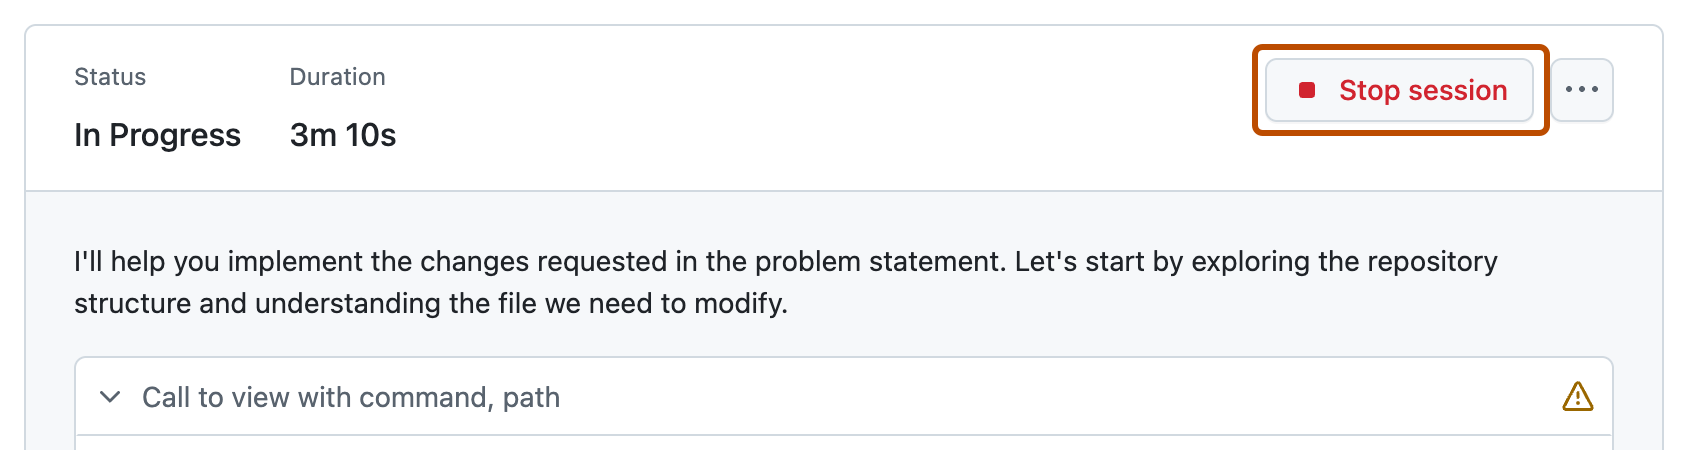 Status
Duration
In Progress
3m 10s
Stop session
I'll help you implement the changes requested in the problem statement. Let's start by exploring the repository
structure and understanding the file we need to modify.
Call to view with command, path